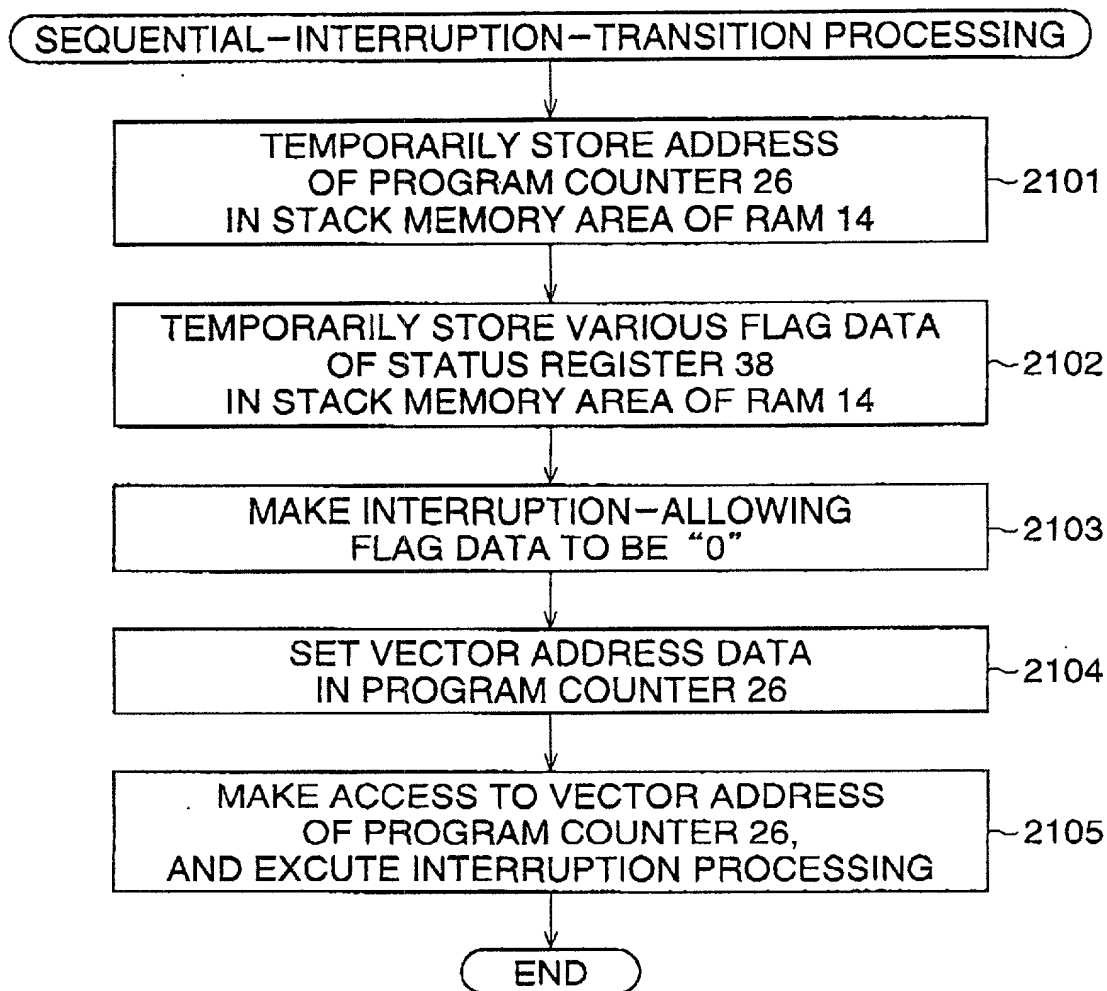 SEQUENTIAL-INTERRUPTION-TRANSITION PROCESSING
TEMPORARILY STORE ADDRESS
OF PROGRAM COUNTER 26
IN STACK MEMORY AREA OF RAM 14
2101
TEMPORARILY STORE VARIOUS FLAG DATA
OF STATUS REGISTER 38
IN STACK MEMORY AREA OF RAM 14
2102
MAKE INTERRUPTION-ALLOWING
FLAG DATA TO BE “0”
2103
SET VECTOR ADDRESS DATA
IN PROGRAM COUNTER 26
2104
MAKE ACCESS TO VECTOR ADDRESS
OF PROGRAM COUNTER 26,
AND EXCUTE INTERRUPTION PROCESSING
2105
END